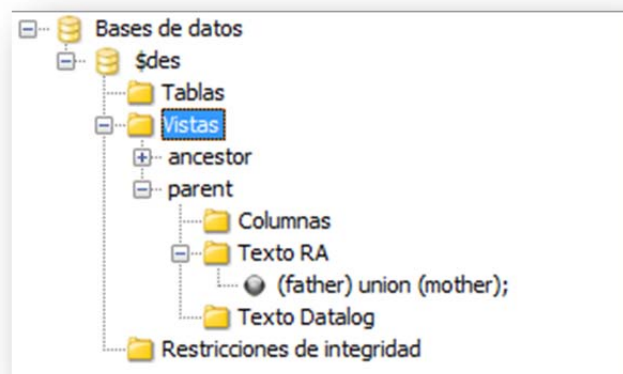 Bases de datos
$des
Tablas
Vistas
ancestor
parent
Columnas
Texto RA
(father) union (mother);
Texto Datalog
Restricciones de integridad